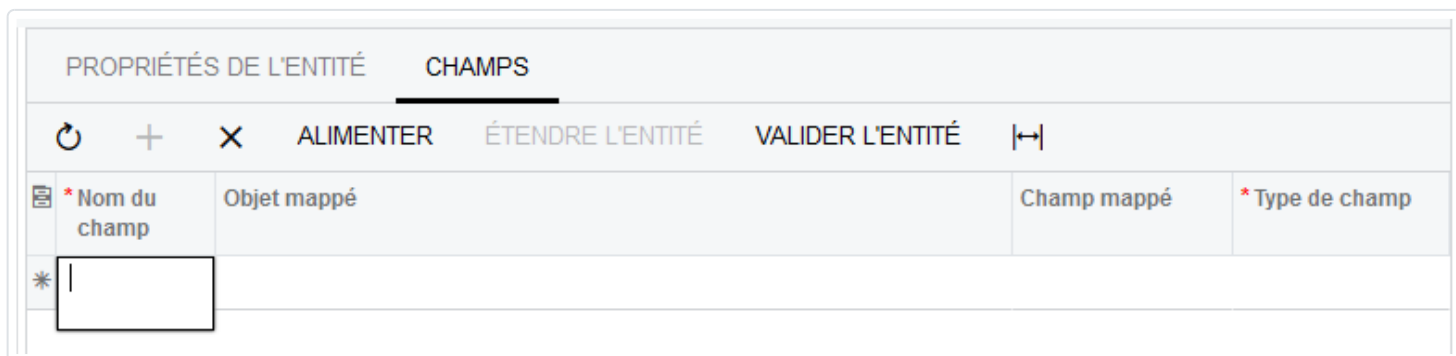 PROPRIÉTÉS DE L'ENTITÉ CHAMPS
ALIMENTER ÉTENDRE L'ENTITÉ VALIDER L'ENTITÉ
* Nom du champ Objet mappé Champ mappé * Type de champ